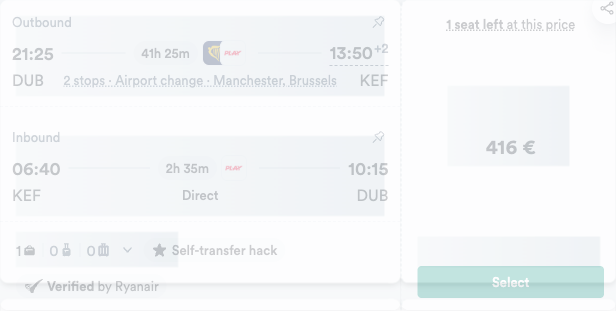 Outbound
1 seat left at this price
21:25 41h 25m PLAY 13:50+2
DUB 2 stops · Airport change · Manchester, Brussels KEF
416 €
Inbound
06:40 2h 35m PLAY 10:15
KEF Direct DUB
1 0 0 Self-transfer hack
Verified by Ryanair
Select